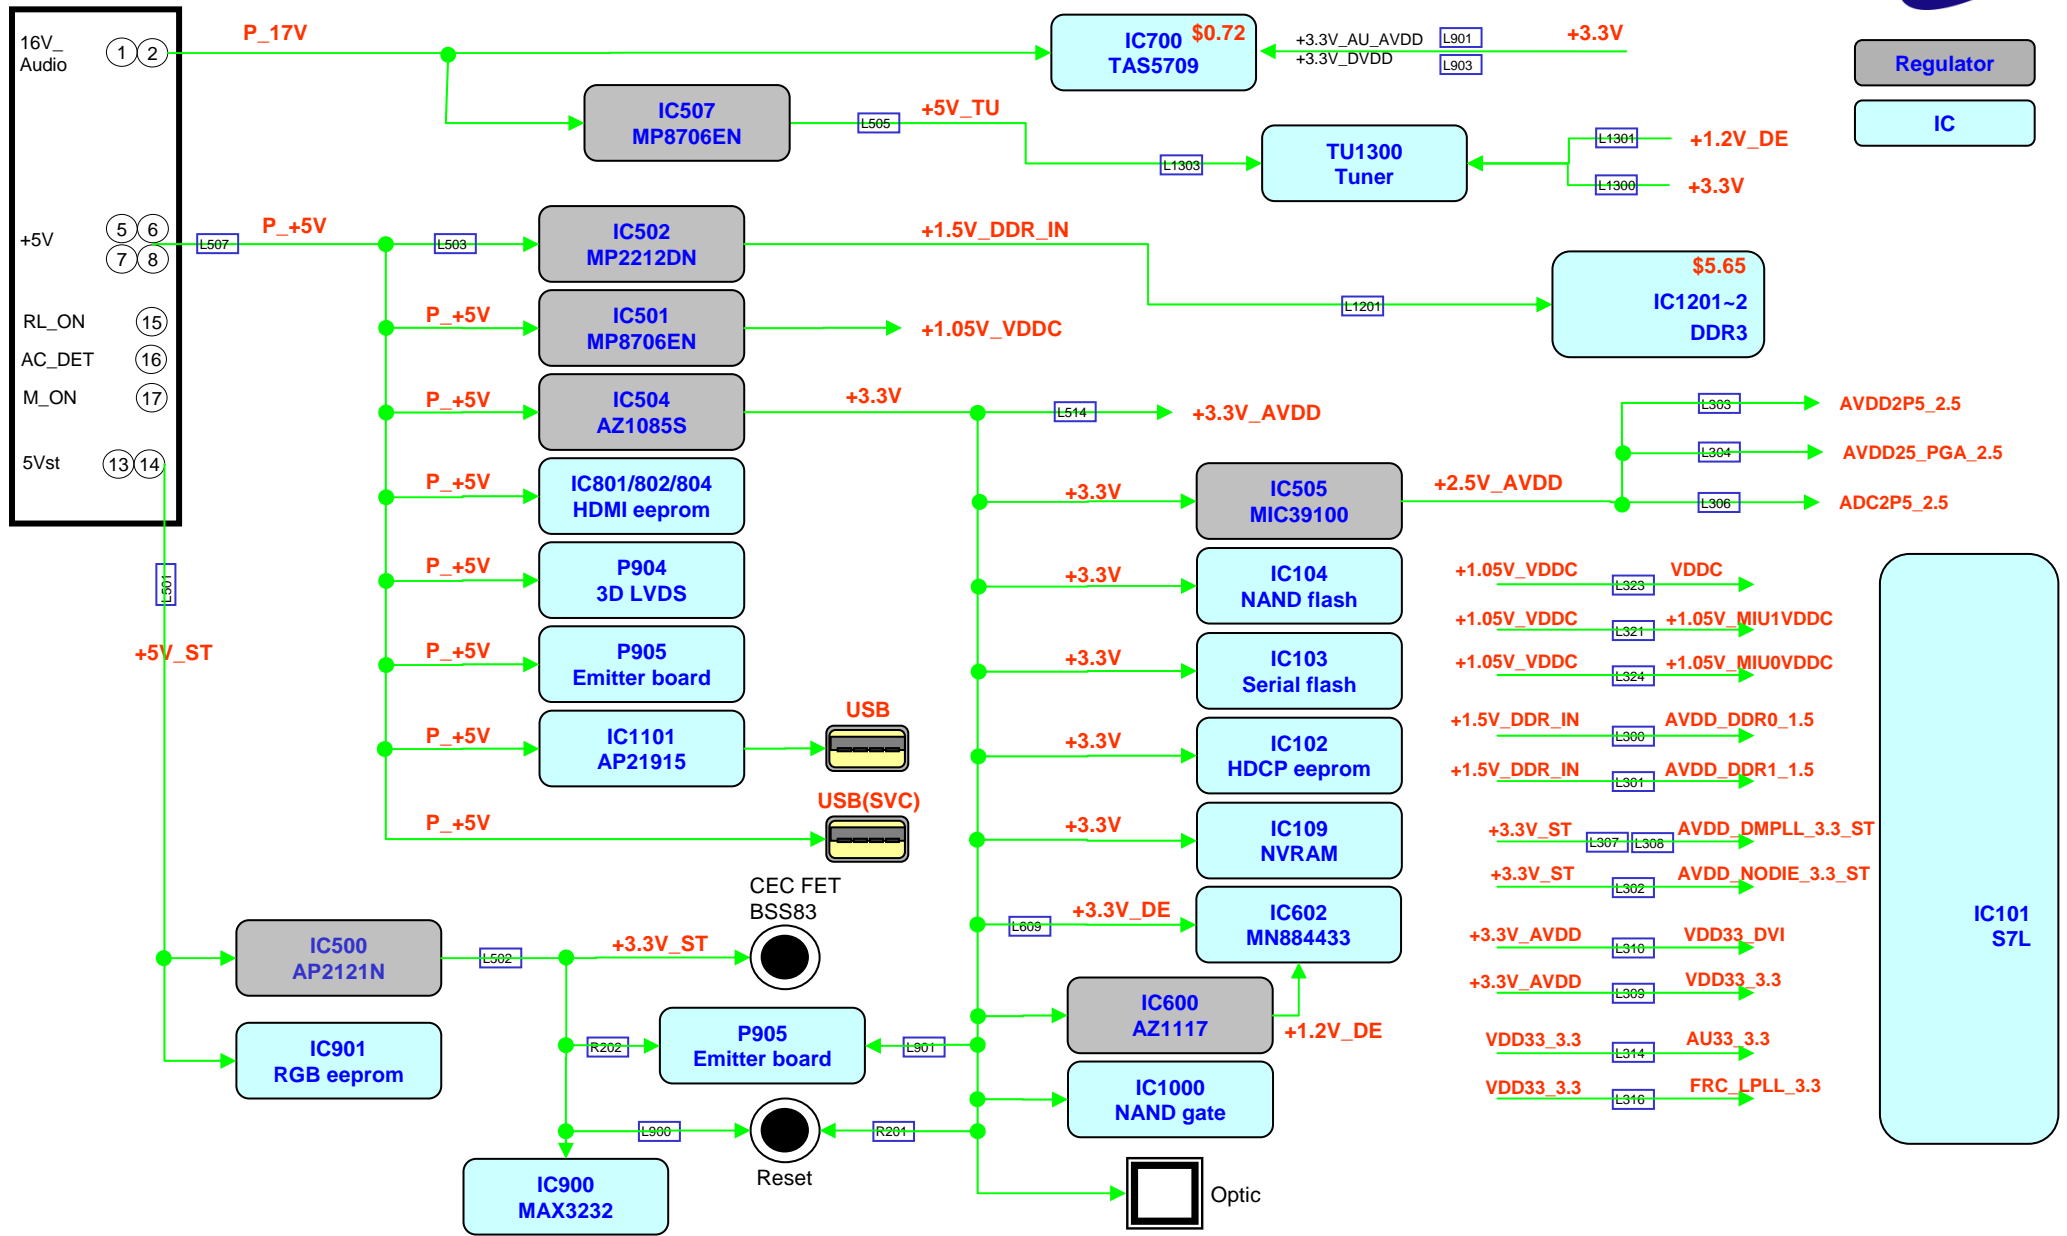 16V_
Audio
1 2
P_17V
IC700 $0.72
TAS5709
+3.3V_AU_AVDD L901
+3.3V_DVDD L903
+3.3V
Regulator
IC
IC507
MP8706EN
L505
+5V_TU
L1303
TU1300
Tuner
L1301
+1.2V_DE
L1300
+3.3V
+5V
5 6
7 8
L507
P_+5V
L503
IC502
MP2212DN
+1.5V_DDR_IN
L1201
$5.65
IC1201~2
DDR3
RL_ON 15
AC_DET 16
M_ON 17
5Vst 13 14
P_+5V
IC501
MP8706EN
+1.05V_VDDC
P_+5V
IC504
AZ1085S
+3.3V
L514
+3.3V_AVDD
P_+5V
IC801/802/804
HDMI eeprom
P_+5V
P904
3D LVDS
P_+5V
P905
Emitter board
P_+5V
IC1101
AP21915
USB
P_+5V
USB(SVC)
L501
+5V_ST
+3.3V
IC505
MIC39100
+2.5V_AVDD
L303
AVDD2P5_2.5
L304
AVDD25_PGA_2.5
L306
ADC2P5_2.5
+3.3V
IC104
NAND flash
+3.3V
IC103
Serial flash
+3.3V
IC102
HDCP eeprom
+3.3V
IC109
NVRAM
L609
+3.3V_DE
IC602
MN884433
IC600
AZ1117
+1.2V_DE
IC1000
NAND gate
Optic
CEC FET
BSS83
IC500
AP2121N
L502
+3.3V_ST
IC901
RGB eeprom
R202
P905
Emitter board
L901
L900
Reset
R201
IC900
MAX3232
+1.05V_VDDC L323 VDDC
+1.05V_VDDC L321 +1.05V_MIU1VDDC
+1.05V_VDDC L324 +1.05V_MIU0VDDC
+1.5V_DDR_IN L300 AVDD_DDR0_1.5
+1.5V_DDR_IN L301 AVDD_DDR1_1.5
+3.3V_ST L307 L308 AVDD_DMPLL_3.3_ST
+3.3V_ST L302 AVDD_NODIE_3.3_ST
+3.3V_AVDD L310 VDD33_DVI
+3.3V_AVDD L309 VDD33_3.3
VDD33_3.3 L314 AU33_3.3
VDD33_3.3 L316 FRC_LPLL_3.3
IC101
S7L